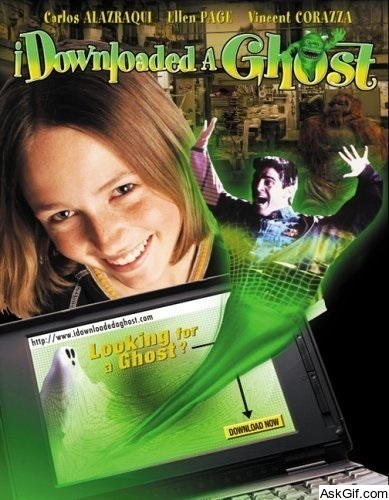 Carlos ALAZRAQUI Ellen PAGE Vincent CORAZZA
i Downloaded A Ghost
http://www.idownloadedaghost.com
Looking for
a Ghost?
DOWNLOAD NOW
AskGif.com